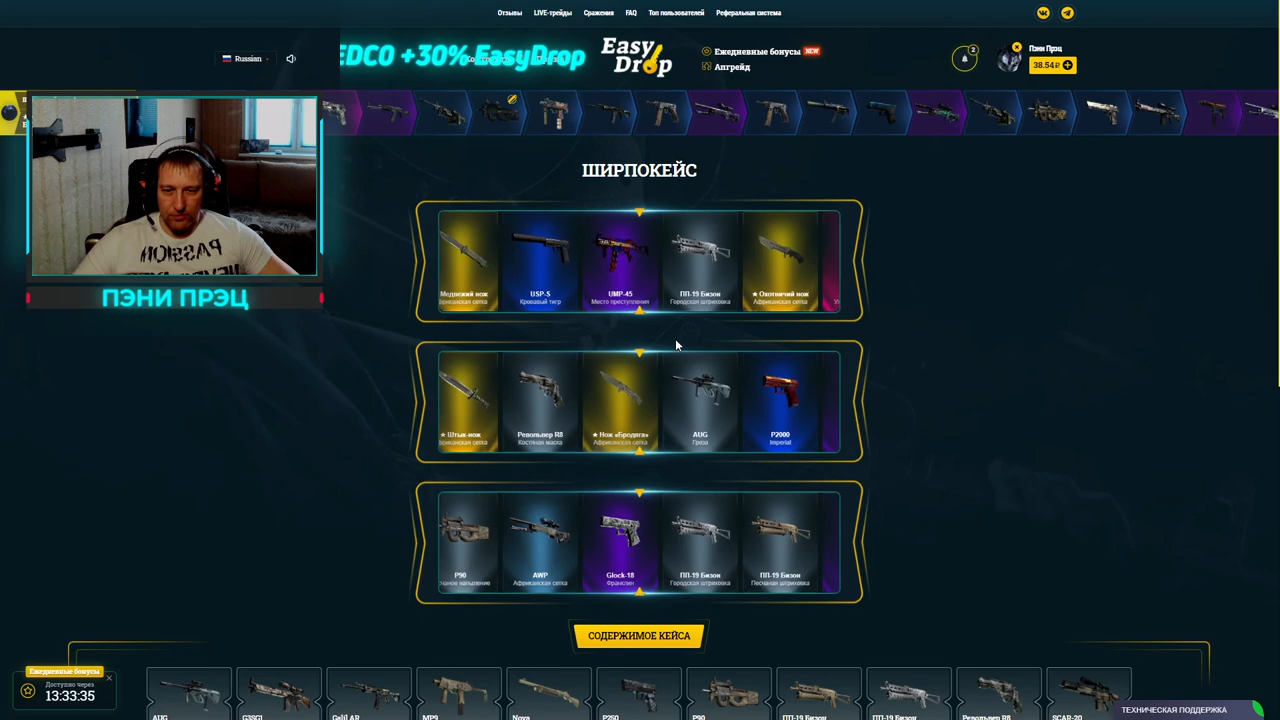 Отзывы LIVE-трейды Сражения FAQ Топ пользователей Реферальная система
Russian
EDCO +30% EasyDrop
Easy Drop
Ежедневные бонусы NEW
Апгрейд
2
Пэни Прэц
38.54₽
PASSION
ПЭНИ ПРЭЦ
ШИРПОКЕЙС
Медвежий нож USP-S UMP-45 ПП-19 Бизон ★ Охотничий нож
Кровавый тигр Место преступления Городская штриховка Африканская сетка
★ Штык-нож Револьвер R8 ★ Нож «Бродяга» AUG P2000
Костяная маска Африканская сетка Гряза Imperial
P90 AWP Glock-18 ПП-19 Бизон ПП-19 Бизон
Африканская сетка Франклин Городская штриховка Песчаная штриховка
СОДЕРЖИМОЕ КЕЙСА
Ежедневные бонусы
Доступно через
13:33:35
AUG G3SG1 Galil AR MP9 Nova P250 P90 ПП-19 Бизон ПП-19 Бизон Револьвер R8 SCAR-20
ТЕХНИЧЕСКАЯ ПОДДЕРЖКА